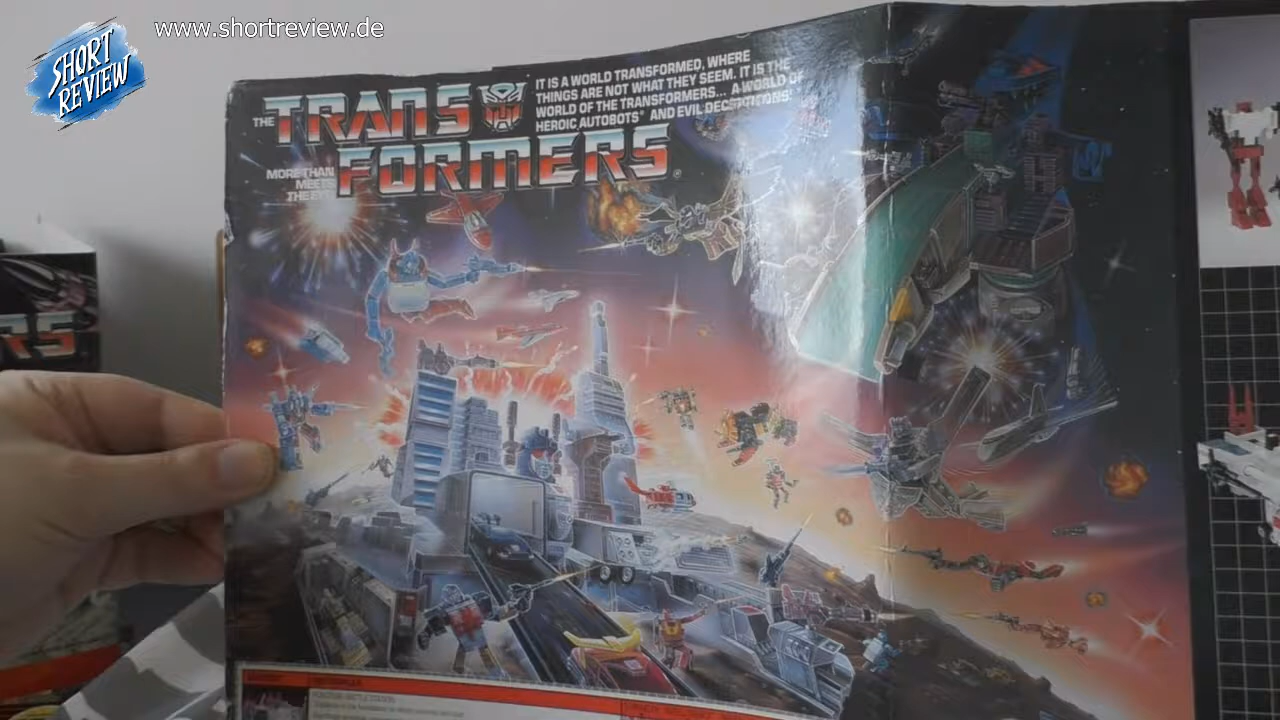 www.shortreview.de
SHORT
REVIEW
THE TRANS
FORMERS®
MORE THAN
MEETS
THE EYE
IT IS A WORLD TRANSFORMED, WHERE
THINGS ARE NOT WHAT THEY SEEM. IT IS THE
WORLD OF THE TRANSFORMERS... A WORLD OF
HEROIC AUTOBOTS® AND EVIL DECEPTICONS!